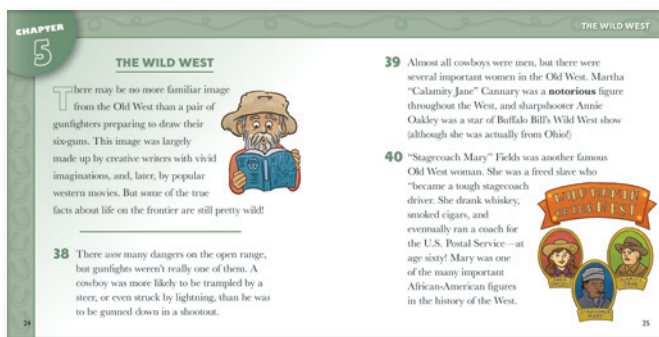 CHAPTER
5
THE WILD WEST
There may be no more familiar image
from the Old West than a pair of
gunfighters preparing to draw their
six-guns. This image was largely
made up by creative writers with vivid
imaginations, and, later, by popular
western movies. But some of the true
facts about life on the frontier are still pretty wild!
38 There were many dangers on the open range,
but gunfights weren't really one of them. A
cowboy was more likely to be trampled by a
steer, or even struck by lightning, than he was
to be gunned down in a shootout.
24
THE WILD WEST
39 Almost all cowboys were men, but there were
several important women in the Old West. Martha
"Calamity Jane" Cannary was a notorious figure
throughout the West, and sharpshooter Annie
Oakley was a star of Buffalo Bill's Wild West show
(although she was actually from Ohio!)
40 "Stagecoach Mary" Fields was another famous
Old West woman. She was a freed slave who
"became a tough stagecoach
driver. She drank whiskey,
smoked cigars, and
eventually ran a coach for
the U.S. Postal Service—at
age sixty! Mary was one
of the many important
African-American figures
in the history of the West.
WILD WOMEN
OF THE WEST
CALAMITY
JANE
STAGECOACH
MARY
25